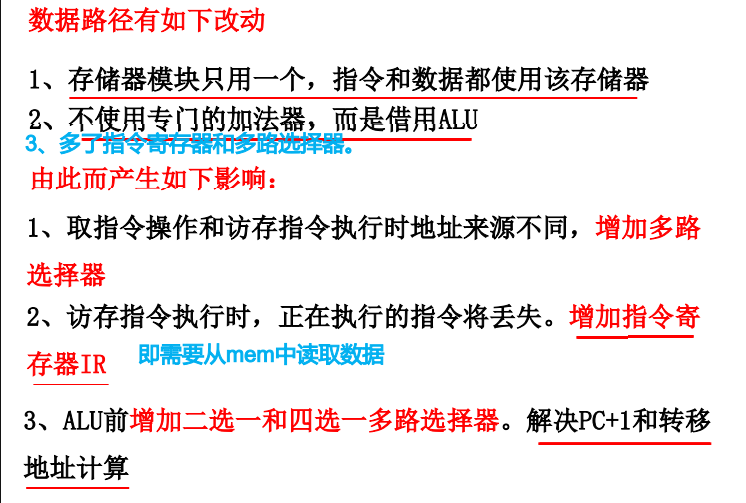 数据路径有如下改动
1、存储器模块只用一个，指令和数据都使用该存储器
2、不使用专门的加法器，而是借用ALU
3、多了指令寄存器和多路选择器。
由此而产生如下影响：
1、取指令操作和访存指令执行时地址来源不同，增加多路
选择器
2、访存指令执行时，正在执行的指令将丢失。增加指令寄
存器IR 即需要从mem中读取数据
3、ALU前增加二选一和四选一多路选择器。解决PC+1和转移
地址计算